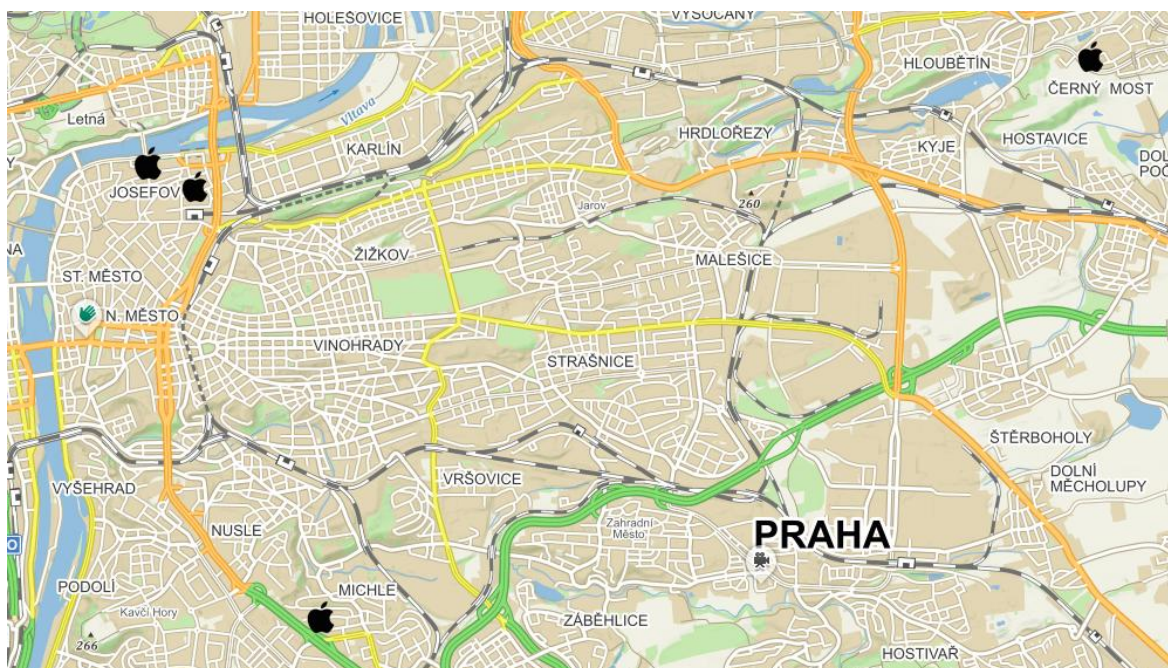 HOLEŠOVICE
VYSOČANY
HLOUBĚTÍN
ČERNÝ MOST
Letná
Vltava
KARLÍN
HRDLOŘEZY
KYJE
HOSTAVICE
JOSEFOV
Jarov
260
ŽIŽKOV
MALEŠICE
ST. MĚSTO
N. MĚSTO
VINOHRADY
STRAŠNICE
ŠTĚRBOHOLY
DOLNÍ
MĚCHOLUPY
VYŠEHRAD
VRŠOVICE
NUSLE
Zahradní
Město
PRAHA
PODOLÍ
MICHLE
Kavčí Hory
266
ZÁBĚHLICE
HOSTIVAŘ